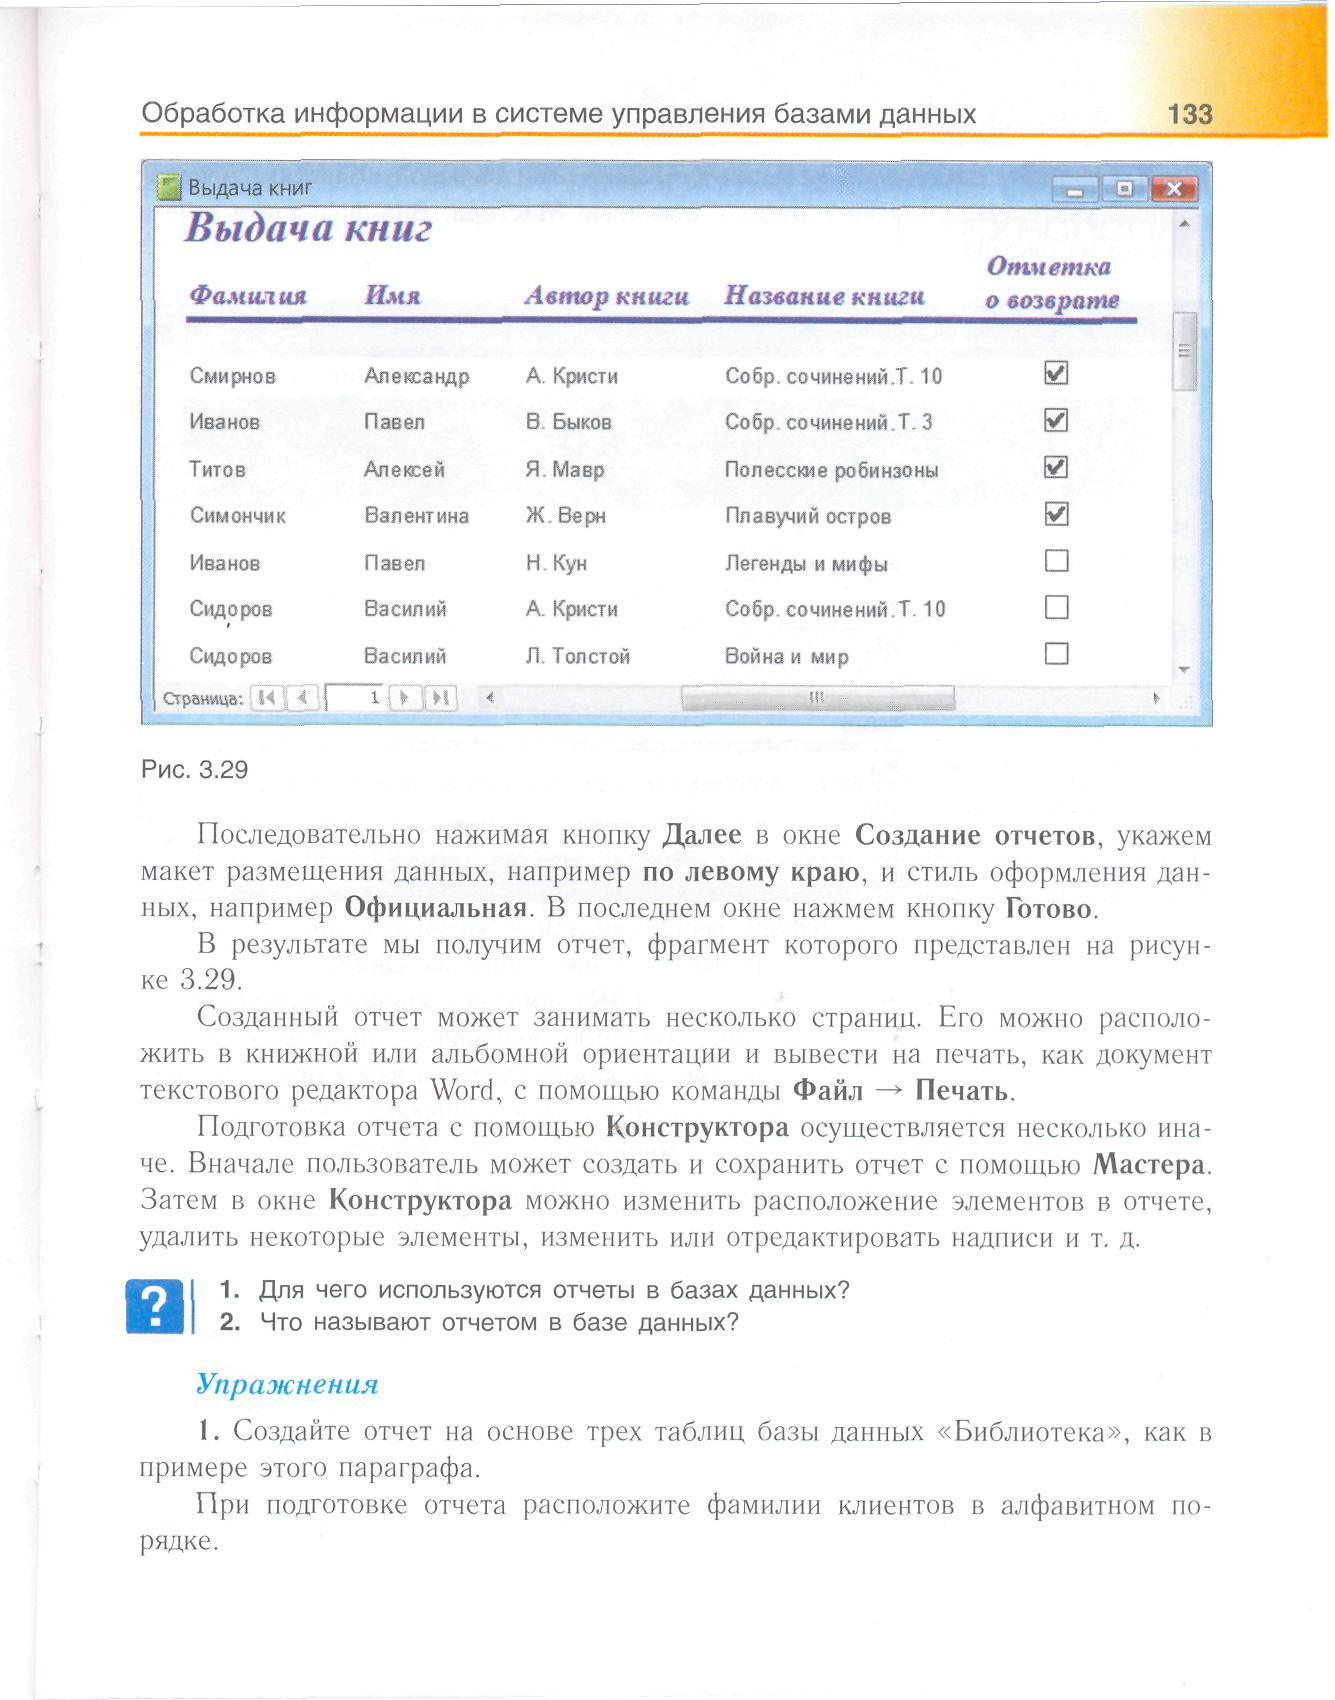 Обработка информации в системе управления базами данных 133
Выдача книг
Выдача книг
Фамилия Имя Автор книги Название книги Отметка о возврате
Смирнов Александр А. Кристи Собр. сочинений.Т. 10
Иванов Павел В. Быков Собр. сочинений.Т. 3
Титов Алексей Я. Мавр Полесские робинзоны
Симончик Валентина Ж. Верн Плавучий остров
Иванов Павел Н. Кун Легенды и мифы
Сидоров Василий А. Кристи Собр. сочинений.Т. 10
Сидоров Василий Л. Толстой Война и мир
Страница: 1
Рис. 3.29
Последовательно нажимая кнопку Далее в окне Создание отчетов, укажем
макет размещения данных, например по левому краю, и стиль оформления дан-
ных, например Официальная. В последнем окне нажмем кнопку Готово.
В результате мы получим отчет, фрагмент которого представлен на рисун-
ке 3.29.
Созданный отчет может занимать несколько страниц. Его можно располо-
жить в книжной или альбомной ориентации и вывести на печать, как документ
текстового редактора Word, с помощью команды Файл → Печать.
Подготовка отчета с помощью Конструктора осуществляется несколько ина-
че. Вначале пользователь может создать и сохранить отчет с помощью Мастера.
Затем в окне Конструктора можно изменить расположение элементов в отчете,
удалить некоторые элементы, изменить или отредактировать надписи и т. д.
? 1. Для чего используются отчеты в базах данных?
2. Что называют отчетом в базе данных?
Упражнения
1. Создайте отчет на основе трех таблиц базы данных «Библиотека», как в
примере этого параграфа.
При подготовке отчета расположите фамилии клиентов в алфавитном по-
рядке.